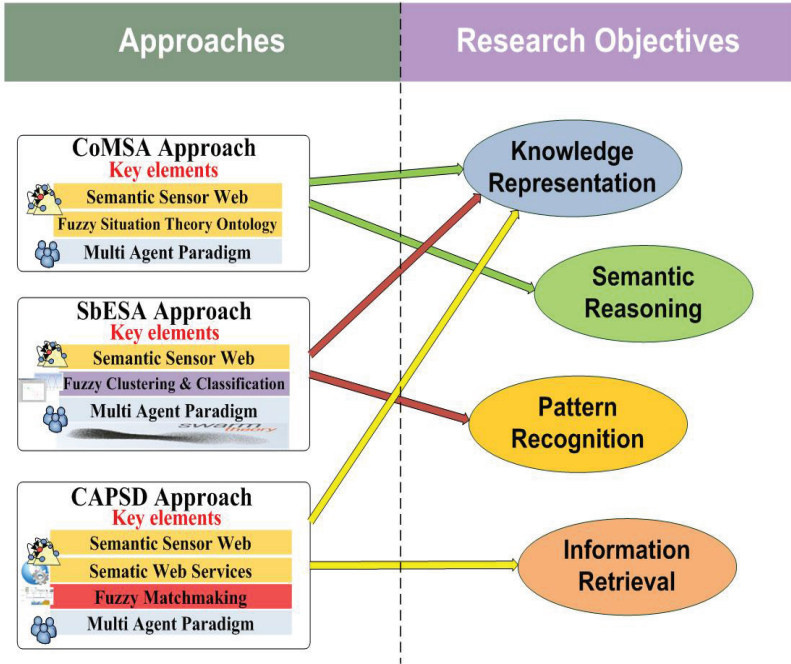 Approaches
Research Objectives
CoMSA Approach
Key elements
Semantic Sensor Web
Fuzzy Situation Theory Ontology
Multi Agent Paradigm
SbESA Approach
Key elements
Semantic Sensor Web
Fuzzy Clustering & Classification
Multi Agent Paradigm
swarm
theory
CAPSD Approach
Key elements
Semantic Sensor Web
Sematic Web Services
Fuzzy Matchmaking
Multi Agent Paradigm
Knowledge
Representation
Semantic
Reasoning
Pattern
Recognition
Information
Retrieval